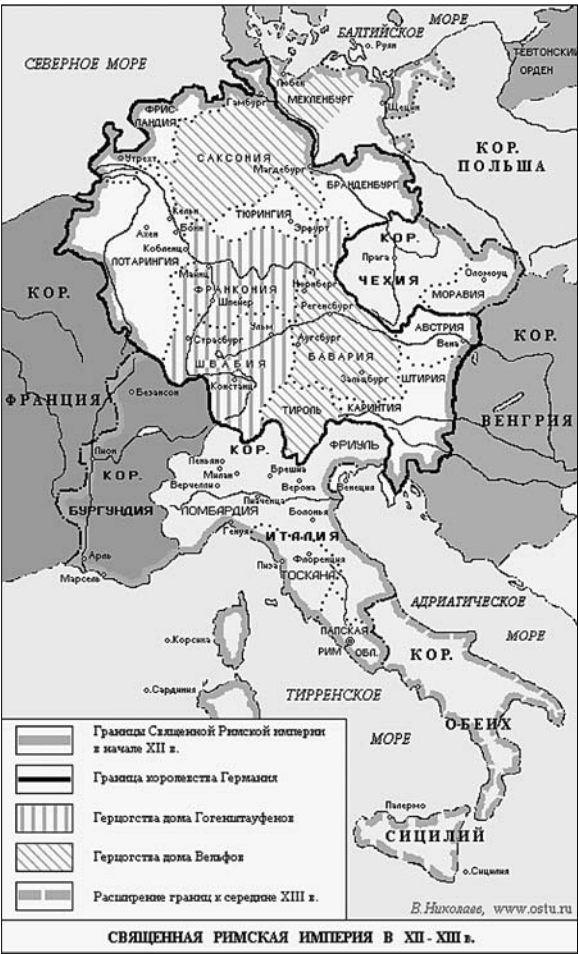 МОРЕ
БАЛТИЙСКОЕ
о. Руян
СЕВЕРНОЕ МОРЕ
ТЕВТОНСКИЙ
ОРДЕН
Любек
МЕКЛЕНБУРГ
Гамбург
Щецин
ФРИС-
ЛАНДИЯ
КОР.
ПОЛЬША
Утрехт
САКСОНИЯ
Магдебург
БРАНДЕНБУРГ
Кельн
ТЮРИНГИЯ
Ахен
Бонн
Эрфурт
Кобленц
КОР.
Прага
ЧЕХИЯ
Оломоуц
МОРАВИЯ
ЛОТАРИНГИЯ
Майнц
ФРАНКОНИЯ
Нюрнберг
Шпейер
Регенсбург
КОР.
АВСТРИЯ
КОР.
Страсбург
Ульм
Аугсбург
Вена
ШВАБИЯ
БАВАРИЯ
Зальцбург
ШТИРИЯ
Констанц
ФРАНЦИЯ
Безансон
ТИРОЛЬ
КАРИНТИЯ
ВЕНГРИЯ
КОР.
ФРИУЛЬ
Лион
Пеньяно
Милан
Брешиа
Верчелли
Верона
Венеция
КОР.
БУРГУНДИЯ
Пиаченца
ЛОМБАРДИЯ
Болонья
Генуя
ИТАЛИЯ
Флоренция
Арль
Пиза
ТОСКАНА
Марсель
АДРИАТИЧЕСКОЕ
МОРЕ
ПАПСКАЯ
РИМ ОБЛ.
КОР.
о.Корсика
о.Сардиния
ТИРРЕНСКОЕ
МОРЕ
ОБЕИХ
Палермо
СИЦИЛИЙ
о.Сицилия
Границы Священной Римской империи
в начале XII в.
Граница королевства Германия
Герцогства дома Гогенштауфенов
Герцогства дома Вельфов
Расширение границ к середине XIII в.
В.Николаев, www.ostu.ru
СВЯЩЕННАЯ РИМСКАЯ ИМПЕРИЯ В XII - XIII в.